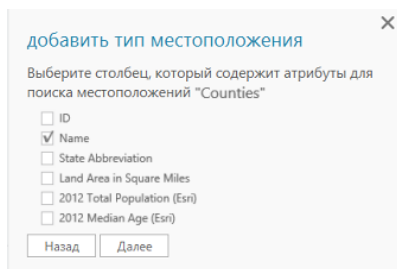 добавить тип местоположения
Выберите столбец, который содержит атрибуты для
поиска местоположений "Counties"
ID
Name
State Abbreviation
Land Area in Square Miles
2012 Total Population (Esri)
2012 Median Age (Esri)
Назад Далее